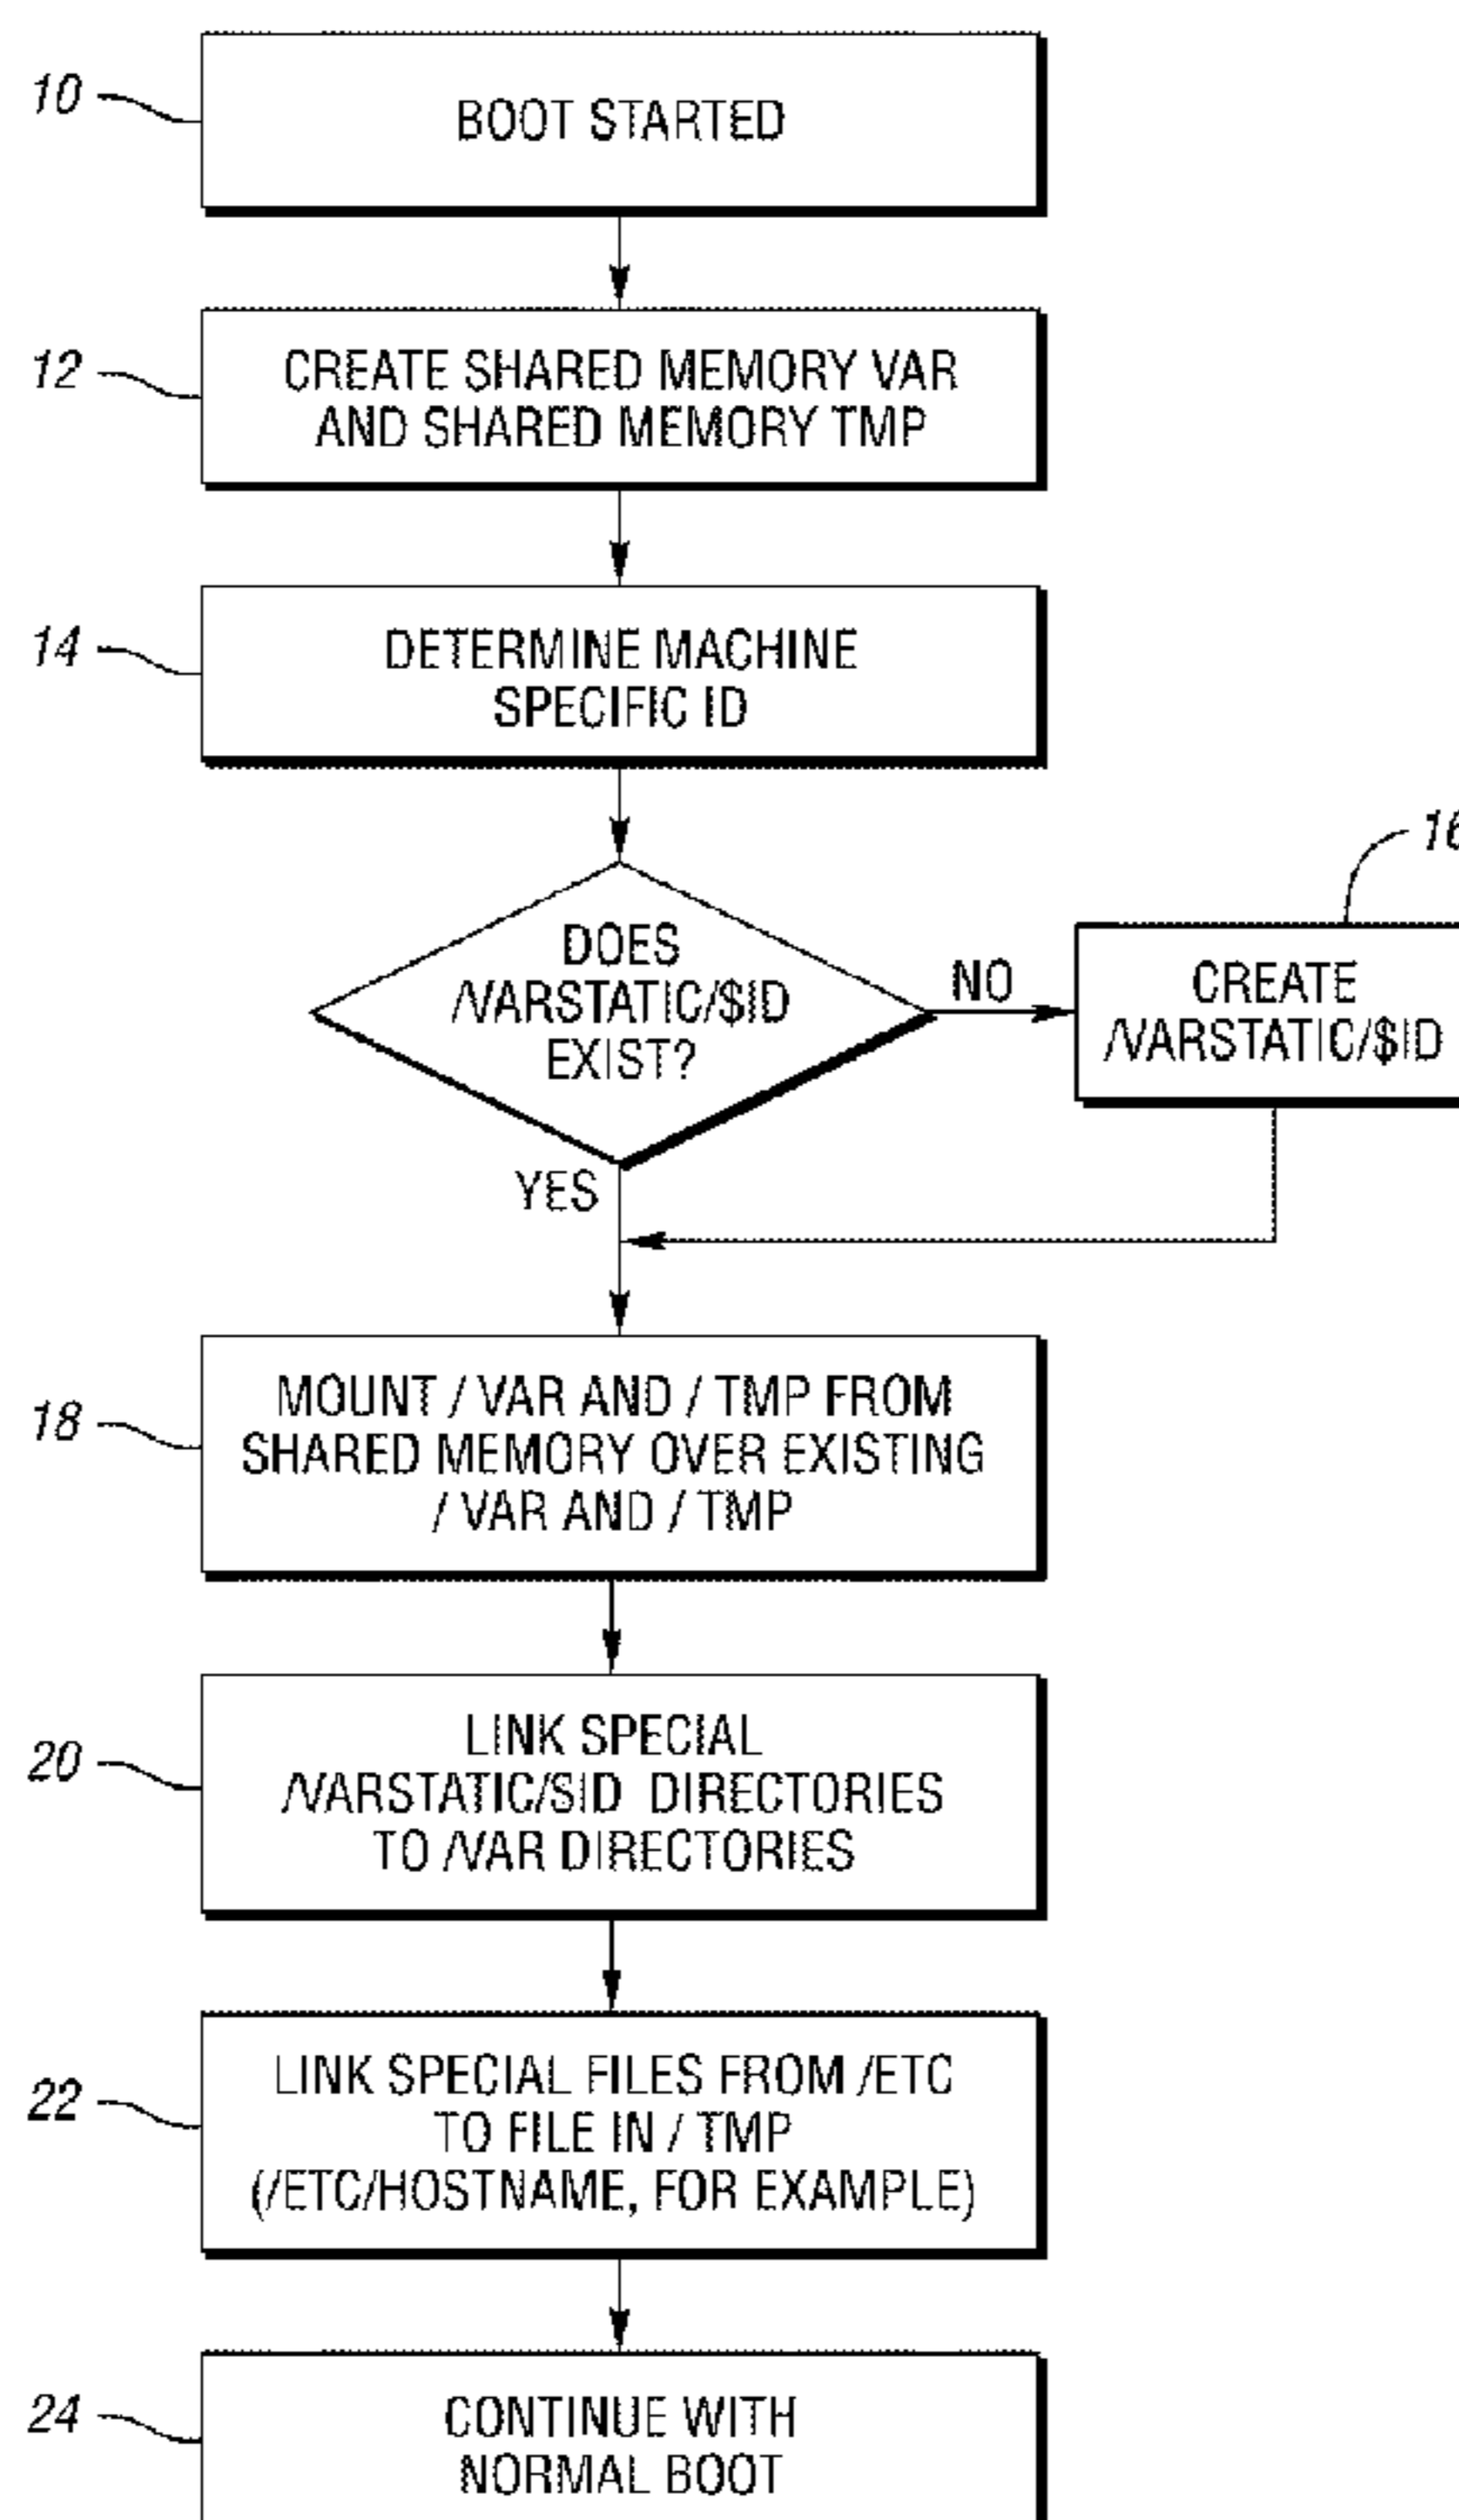 10
BOOT STARTED
12
CREATE SHARED MEMORY VAR
AND SHARED MEMORY TMP
14
DETERMINE MACHINE
SPECIFIC ID
DOES
/VARSTATIC/$ID
EXIST?
NO
16
CREATE
/VARSTATIC/$ID
YES
18
MOUNT / VAR AND / TMP FROM
SHARED MEMORY OVER EXISTING
/ VAR AND / TMP
20
LINK SPECIAL
/VARSTATIC/$ID DIRECTORIES
TO /VAR DIRECTORIES
22
LINK SPECIAL FILES FROM /ETC
TO FILE IN / TMP
(/ETC/HOSTNAME, FOR EXAMPLE)
24
CONTINUE WITH
NORMAL BOOT